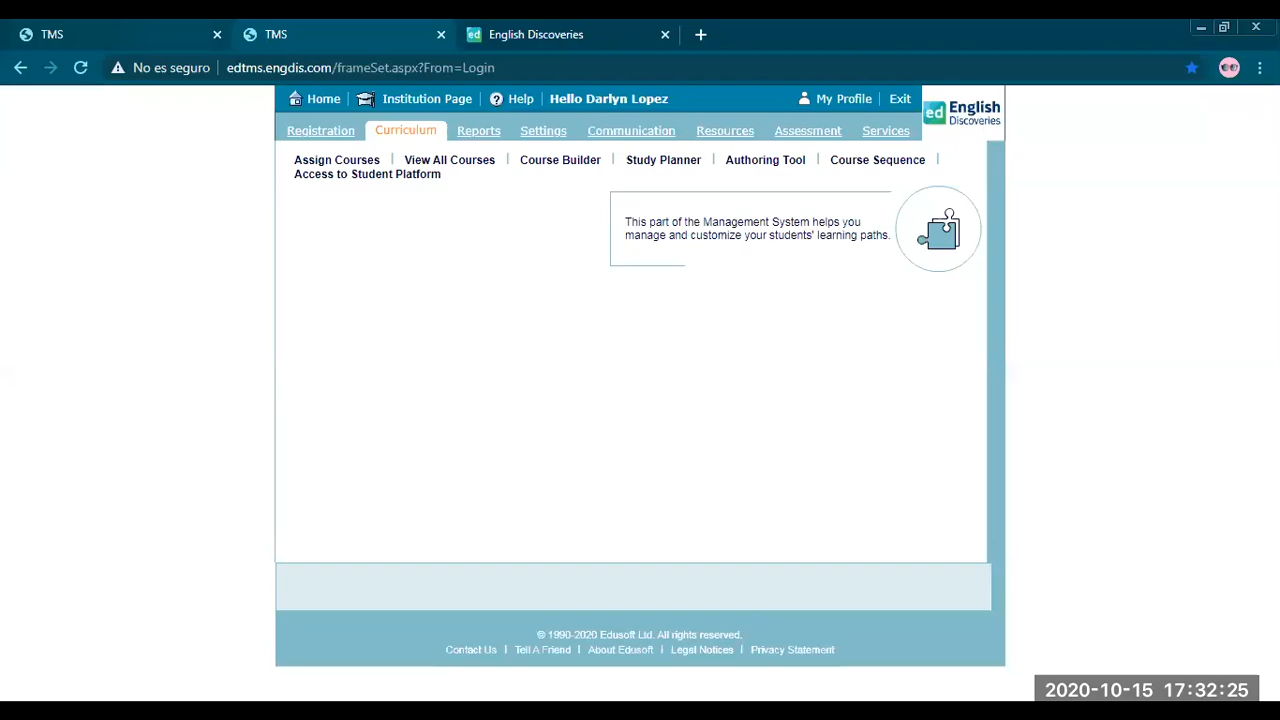 TMS
TMS
English Discoveries
No es seguro
edtms.engdis.com/frameSet.aspx?From=Login
Home | Institution Page | Help | Hello Darlyn Lopez
My Profile | Exit
ed English Discoveries
Registration Curriculum Reports Settings Communication Resources Assessment Services
Assign Courses | View All Courses | Course Builder | Study Planner | Authoring Tool | Course Sequence |
Access to Student Platform
This part of the Management System helps you
manage and customize your students' learning paths.
© 1990-2020 Edusoft Ltd. All rights reserved.
Contact Us | Tell A Friend | About Edusoft | Legal Notices | Privacy Statement
2020-10-15 17:32:25